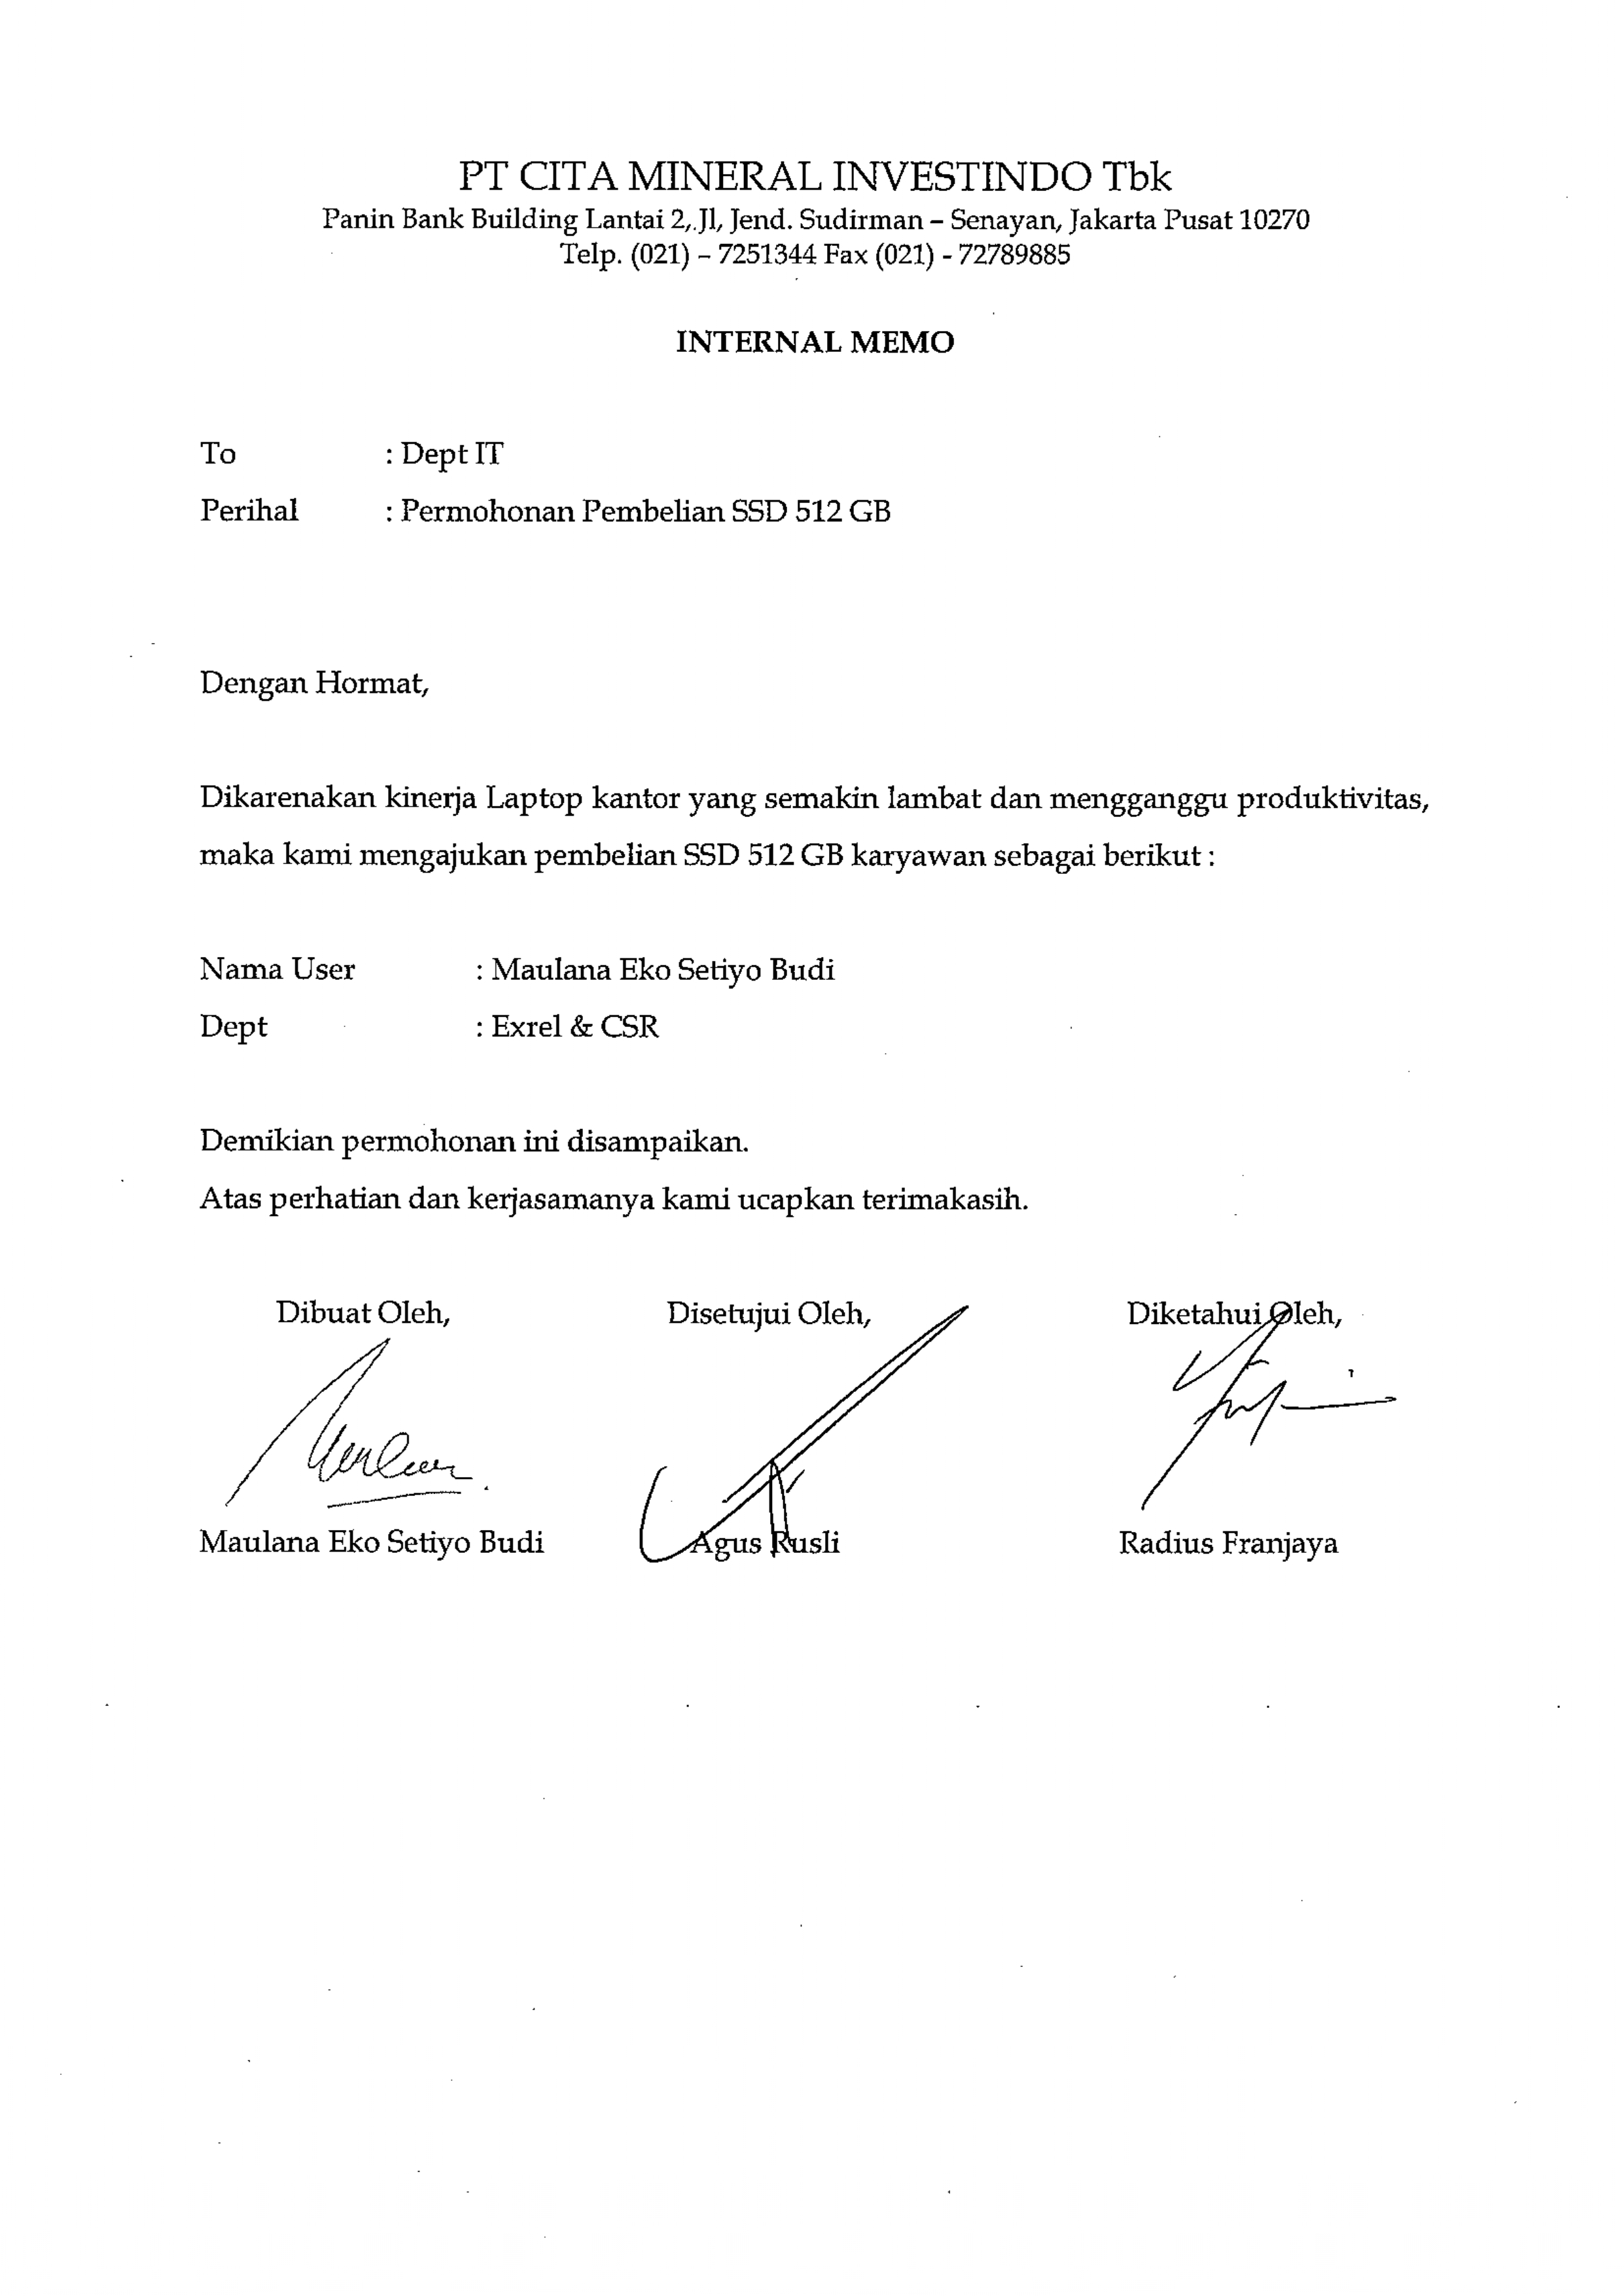 PT CITA MINERAL INVESTINDO Tbk
Panin Bank Building Lantai 2, Jl, Jend. Sudirman – Senayan, Jakarta Pusat 10270
Telp. (021) – 7251344 Fax (021) - 72789885
INTERNAL MEMO
To : Dept IT
Perihal : Permohonan Pembelian SSD 512 GB
Dengan Hormat,
Dikarenakan kinerja Laptop kantor yang semakin lambat dan mengganggu produktivitas,
maka kami mengajukan pembelian SSD 512 GB karyawan sebagai berikut :
Nama User : Maulana Eko Setiyo Budi
Dept : Exrel & CSR
Demikian permohonan ini disampaikan.
Atas perhatian dan kerjasamanya kami ucapkan terimakasih.
Dibuat Oleh, Disetujui Oleh, Diketahui Oleh,
Maulana Eko Setiyo Budi Agus Rusli Radius Franjaya